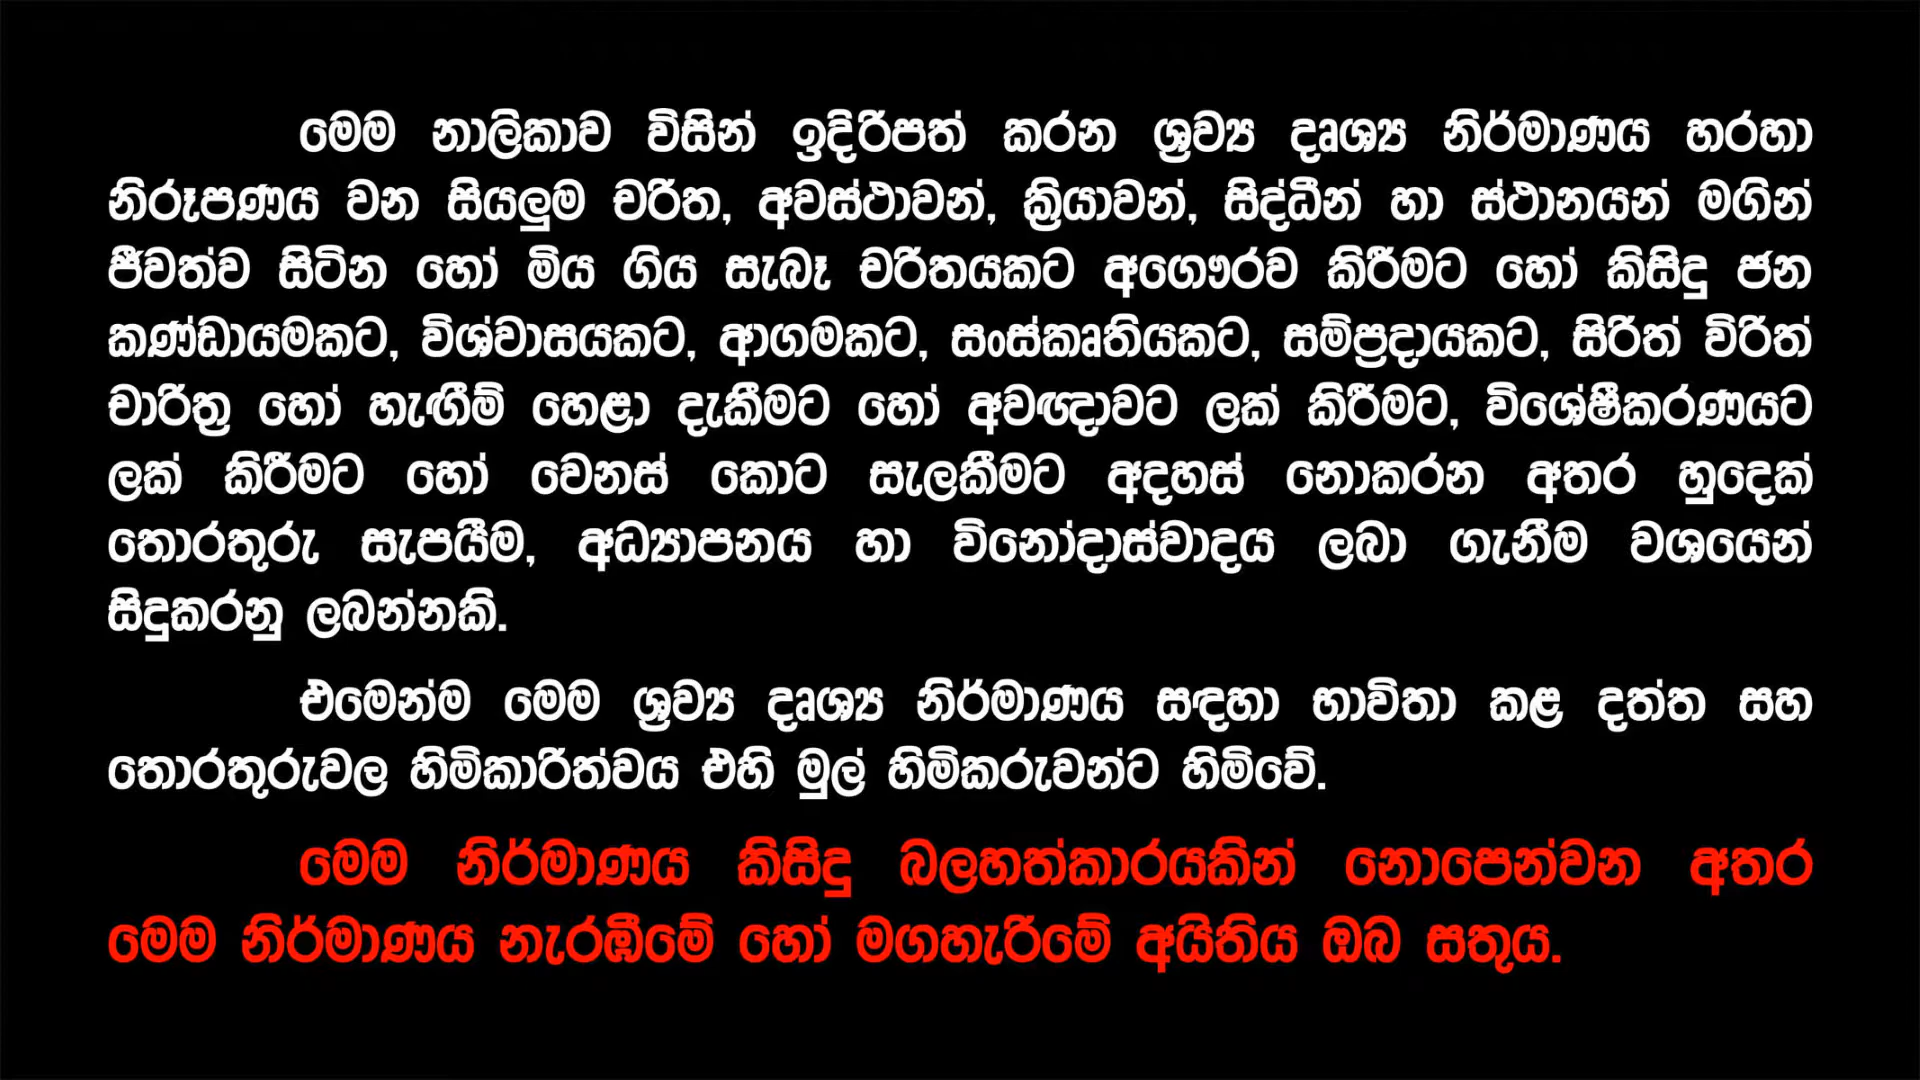 මෙම නාලිකාව විසින් ඉදිරිපත් කරන ශ්‍රව්‍ය දෘශ්‍ය නිර්මාණය හරහා
නිරූපණය වන සියලුම චරිත, අවස්ථාවන්, ක්‍රියාවන්, සිද්ධීන් හා ස්ථානයන් මගින්
ජීවත්ව සිටින හෝ මිය ගිය සැබෑ චරිතයකට අගෞරව කිරීමට හෝ කිසිදු ජන
කණ්ඩායමකට, විශ්වාසයකට, ආගමකට, සංස්කෘතියකට, සම්ප්‍රදායකට, සිරිත් විරිත්
චාරිත්‍ර හෝ හැඟීම් හෙළා දැකීමට හෝ අවඥාවට ලක් කිරීමට, විශේෂීකරණයට
ලක් කිරීමට හෝ වෙනස් කොට සැලකීමට අදහස් නොකරන අතර හුදෙක්
තොරතුරු සැපයීම, අධ්‍යාපනය හා විනෝදාස්වාදය ලබා ගැනීම වශයෙන්
සිදුකරනු ලබන්නකි.
එමෙන්ම මෙම ශ්‍රව්‍ය දෘශ්‍ය නිර්මාණය සඳහා භාවිතා කළ දත්ත සහ
තොරතුරුවල හිමිකාරිත්වය එහි මුල් හිමිකරුවන්ට හිමිවේ.
මෙම නිර්මාණය කිසිදු බලහත්කාරයකින් නොපෙන්වන අතර
මෙම නිර්මාණය නැරඹීමේ හෝ මගහැරීමේ අයිතිය ඔබ සතුය.